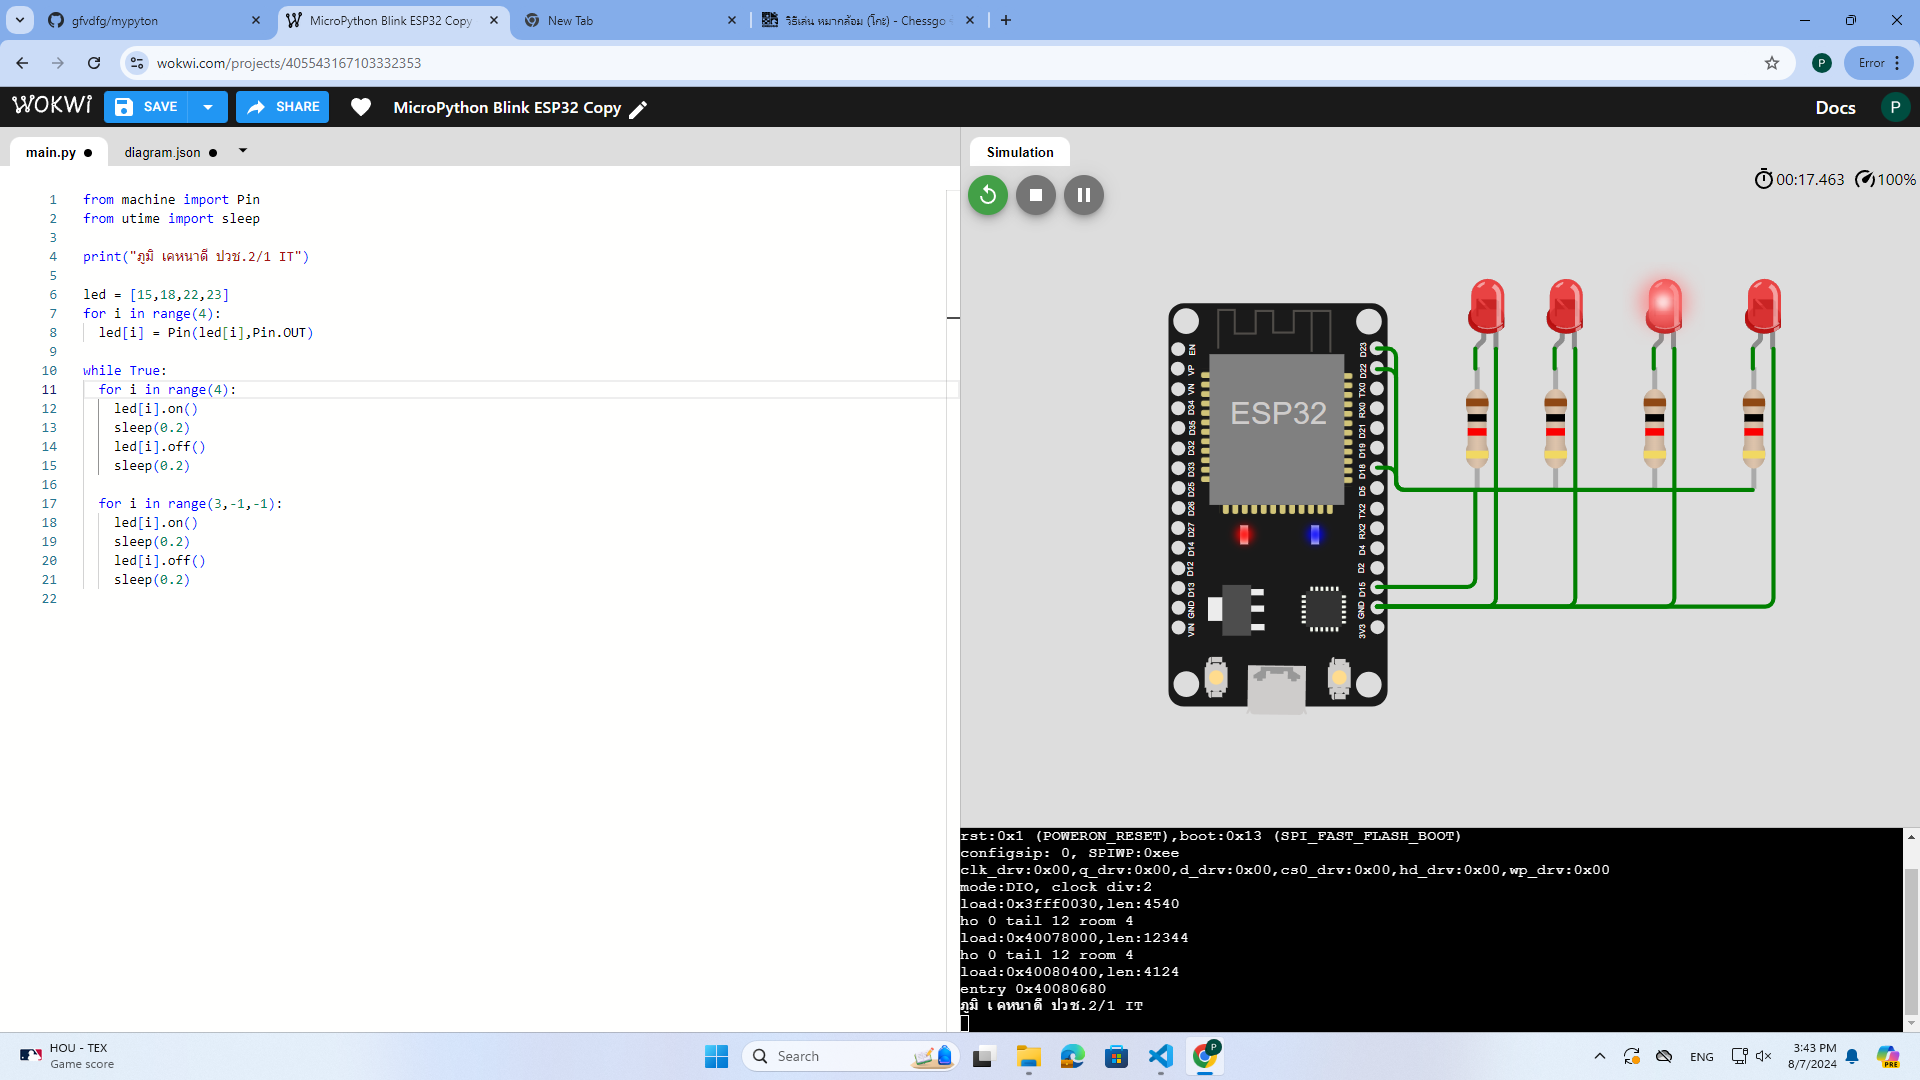 gfvdfg/mypyton
MicroPython Blink ESP32 Copy
New Tab
วิธีเล่น หมากล้อม (โกะ) - Chessgo
wokwi.com/projects/405543167103332353
P
Error
WOKWI
SAVE
SHARE
MicroPython Blink ESP32 Copy
Docs
P
main.py
diagram.json
Simulation
00:17.463
100%
1 from machine import Pin
2 from utime import sleep
3
4 print("ภูมิ เคหนาดี ปวช.2/1 IT")
5
6 led = [15,18,22,23]
7 for i in range(4):
8 led[i] = Pin(led[i],Pin.OUT)
9
10 while True:
11 for i in range(4):
12 led[i].on()
13 sleep(0.2)
14 led[i].off()
15 sleep(0.2)
16
17 for i in range(3,-1,-1):
18 led[i].on()
19 sleep(0.2)
20 led[i].off()
21 sleep(0.2)
22
ESP32
EN
VP
VN
D34
D35
D32
D33
D25
D26
D27
D14
D12
D13
GND
VIN
D23
D22
TX0
RX0
D21
D19
D18
D5
TX2
RX2
D4
D2
D15
GND
3V3
rst:0x1 (POWERON_RESET),boot:0x13 (SPI_FAST_FLASH_BOOT)
configsip: 0, SPIWP:0xee
clk_drv:0x00,q_drv:0x00,d_drv:0x00,cs0_drv:0x00,hd_drv:0x00,wp_drv:0x00
mode:DIO, clock div:2
load:0x3fff0030,len:4540
ho 0 tail 12 room 4
load:0x40078000,len:12344
ho 0 tail 12 room 4
load:0x40080400,len:4124
entry 0x40080680
ภูมิ เคหนาดี ปวช.2/1 IT
HOU - TEX
Game score
Search
P
ENG
3:43 PM
8/7/2024
PRE